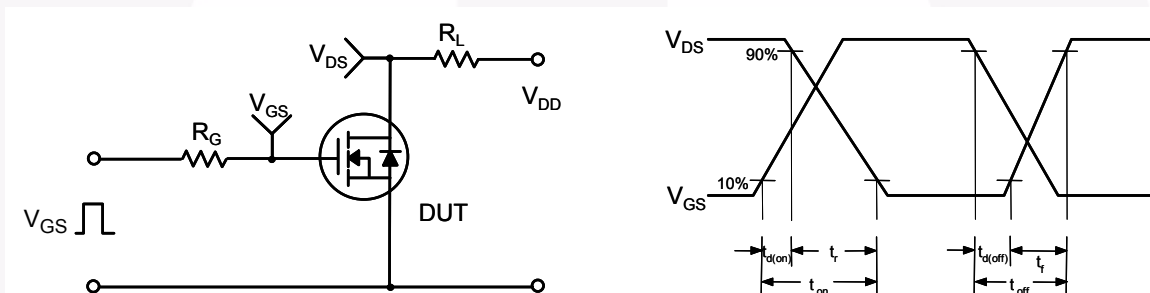 R_L
V_DS
V_DD
V_GS
R_G
V_GS
DUT
V_DS
90%
10%
V_GS
t_d(on)
t_r
t_on
t_d(off)
t_f
t_off